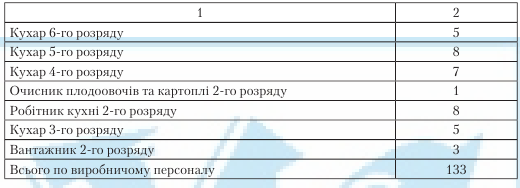 1 2
Кухар 6-го розряду 5
Кухар 5-го розряду 8
Кухар 4-го розряду 7
Очисник плодоовочів та картоплі 2-го розряду 1
Робітник кухні 2-го розряду 8
Кухар 3-го розряду 5
Вантажник 2-го розряду 3
Всього по виробничому персоналу 133